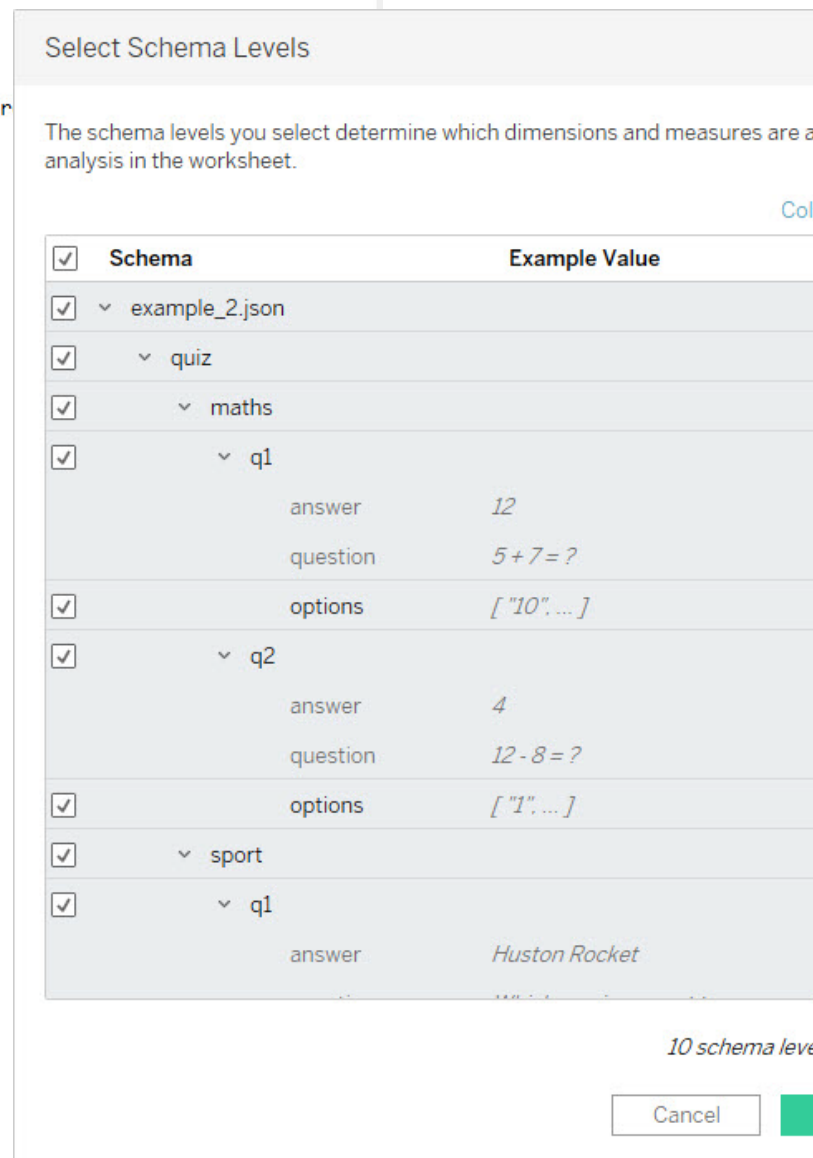 Select Schema Levels
r
The schema levels you select determine which dimensions and measures are a
analysis in the worksheet.
Col
Schema Example Value
example_2.json
quiz
maths
q1
answer 12
question 5 + 7 = ?
options [ "10", ... ]
q2
answer 4
question 12 - 8 = ?
options [ "1", ... ]
sport
q1
answer Huston Rocket
10 schema leve
Cancel